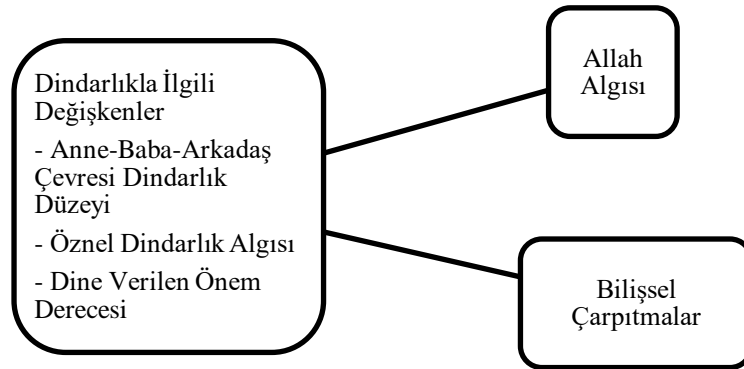 Dindarlıkla İlgili
Değişkenler
- Anne-Baba-Arkadaş
Çevresi Dindarlık
Düzeyi
- Öznel Dindarlık Algısı
- Dine Verilen Önem
Derecesi
Allah
Algısı
Bilişsel
Çarpıtmalar